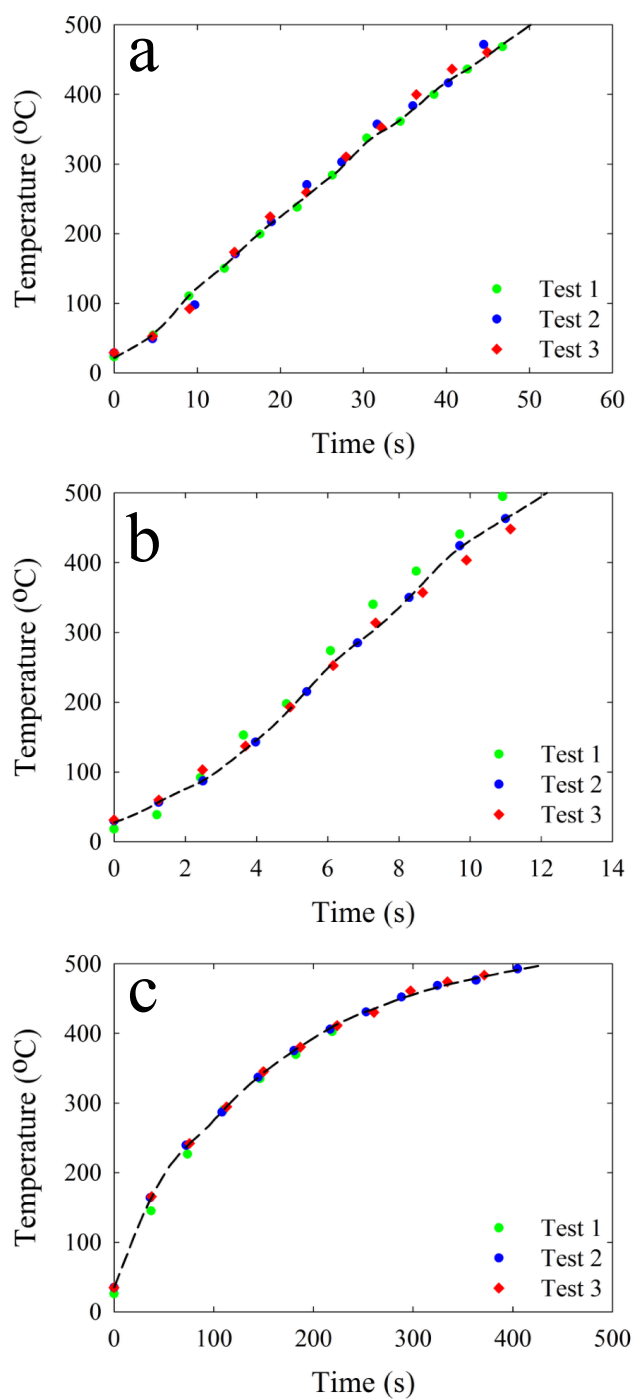 a
500
400
300
200
100
0
Temperature (ºC)
Test 1
Test 2
Test 3
0 10 20 30 40 50 60
Time (s)
b
500
400
300
200
100
0
Temperature (ºC)
Test 1
Test 2
Test 3
0 2 4 6 8 10 12 14
Time (s)
c
500
400
300
200
100
0
Temperature (ºC)
Test 1
Test 2
Test 3
0 100 200 300 400 500
Time (s)